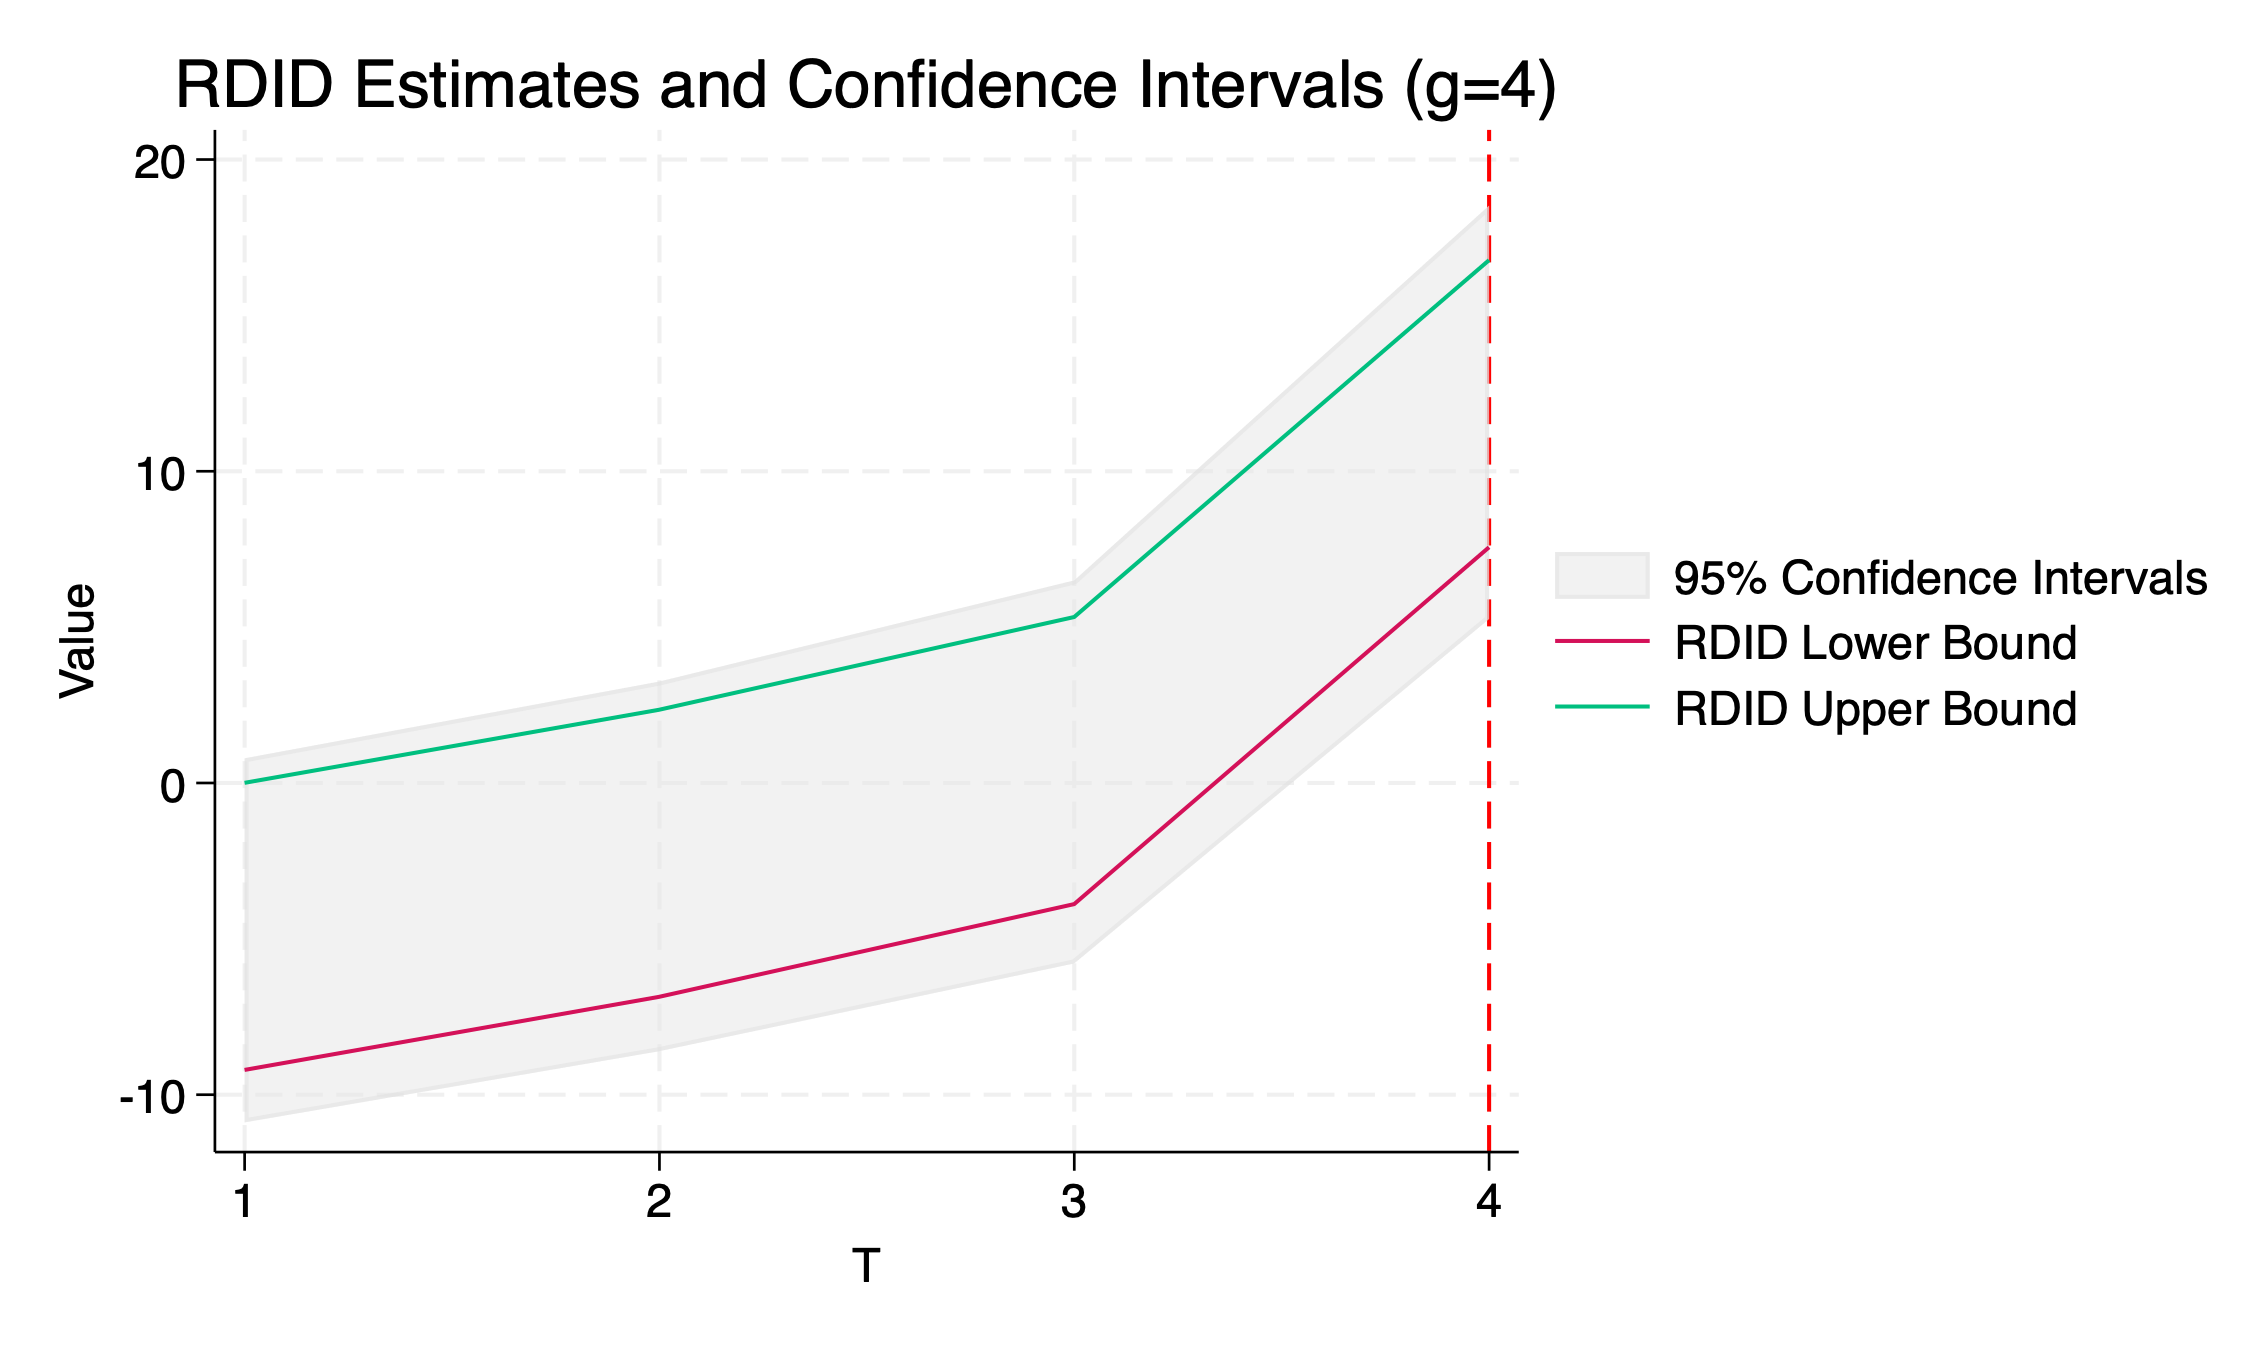 RDID Estimates and Confidence Intervals (g=4)
Value
20
10
0
-10
1 2 3 4
T
95% Confidence Intervals
RDID Lower Bound
RDID Upper Bound